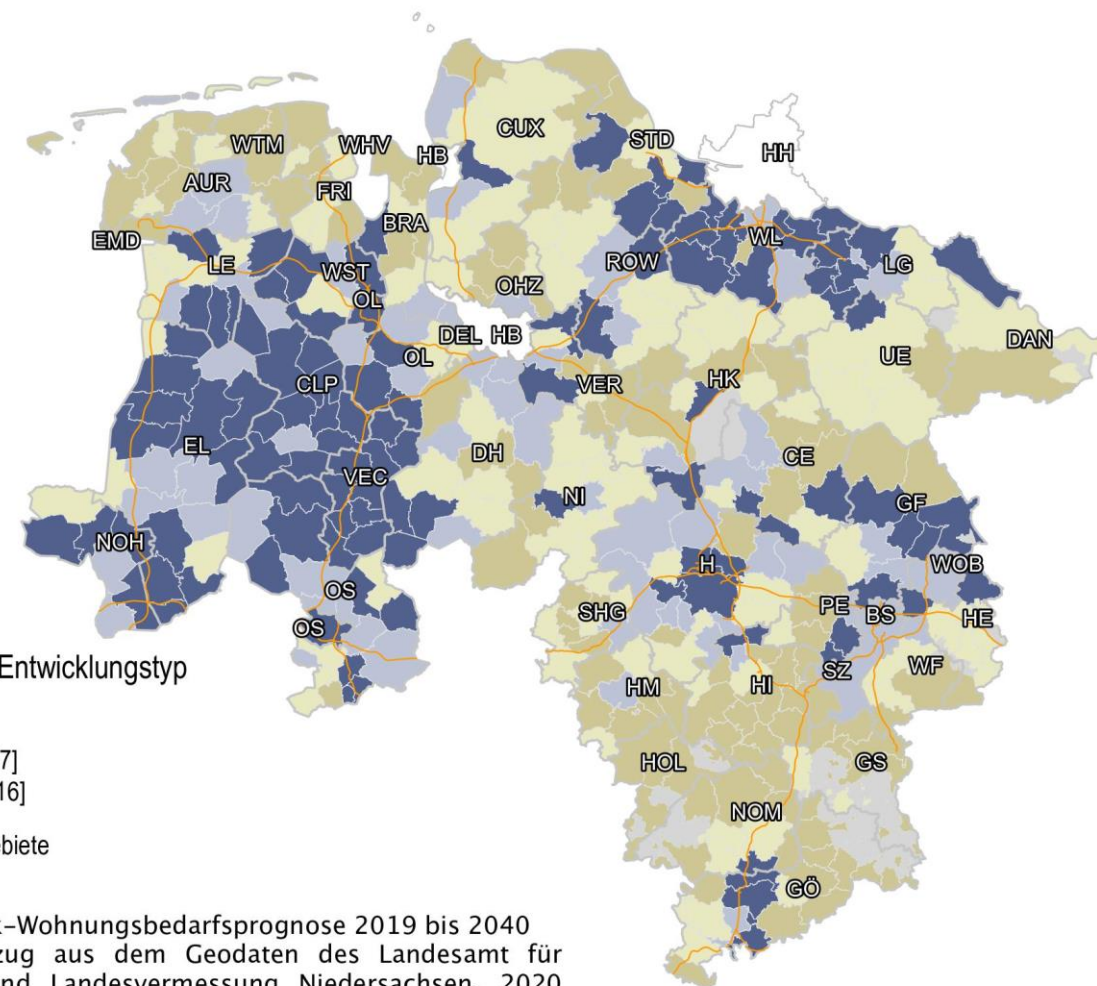 CUX
STD
HH
WTM
WHV
HB
AUR
FRI
BRA
EMD
LE
WST
ROW
WL
LG
OHZ
OL
DEL HB
OL
DAN
UE
CLP
VER
HK
EL
DH
CE
VEC
NI
GF
NOH
H
WOB
OS
SHG
PE
BS
HE
OS
Entwicklungstyp
HM
HI
SZ
WF
7]
HOL
GS
16]
NOM
ebiete
GÖ
k-Wohnungsbedarfsprognose 2019 bis 2040
zug aus dem Geodaten des Landesamt für
nd Landesvermessung Niedersachsen, 2020